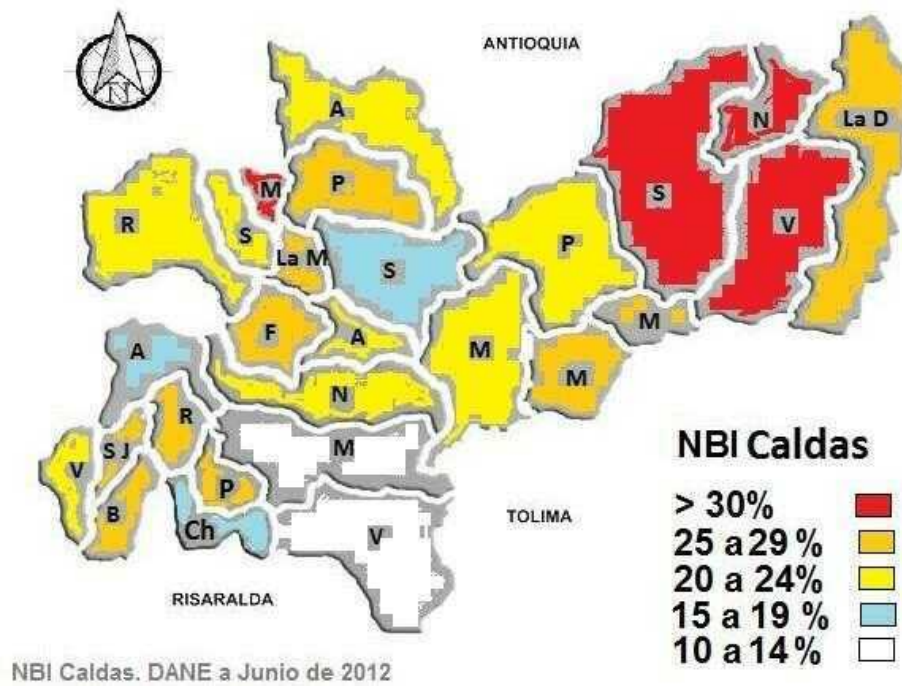 ANTIOQUIA
N
A
N
La D
M
P
S
R
S
P
V
La M
S
M
A
F
A
M
M
N
R
M
S J
V
P
B
Ch
V
TOLIMA
RISARALDA
NBI Caldas
> 30%
25 a 29 %
20 a 24%
15 a 19 %
10 a 14%
NBI Caldas. DANE a Junio de 2012